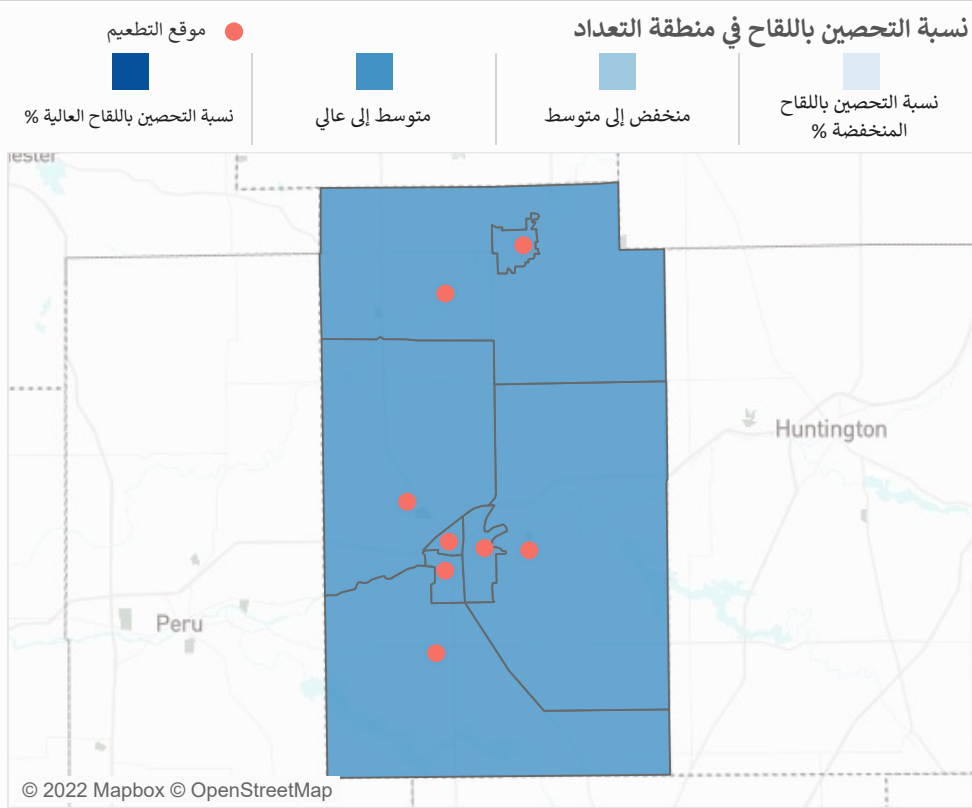 نسبة التحصين باللقاح في منطقة التعداد
موقع التطعيم
نسبة التحصين باللقاح
المنخفضة %
منخفض إلى متوسط
متوسط إلى عالي
نسبة التحصين باللقاح العالية %
Huntington
Peru
© 2022 Mapbox © OpenStreetMap